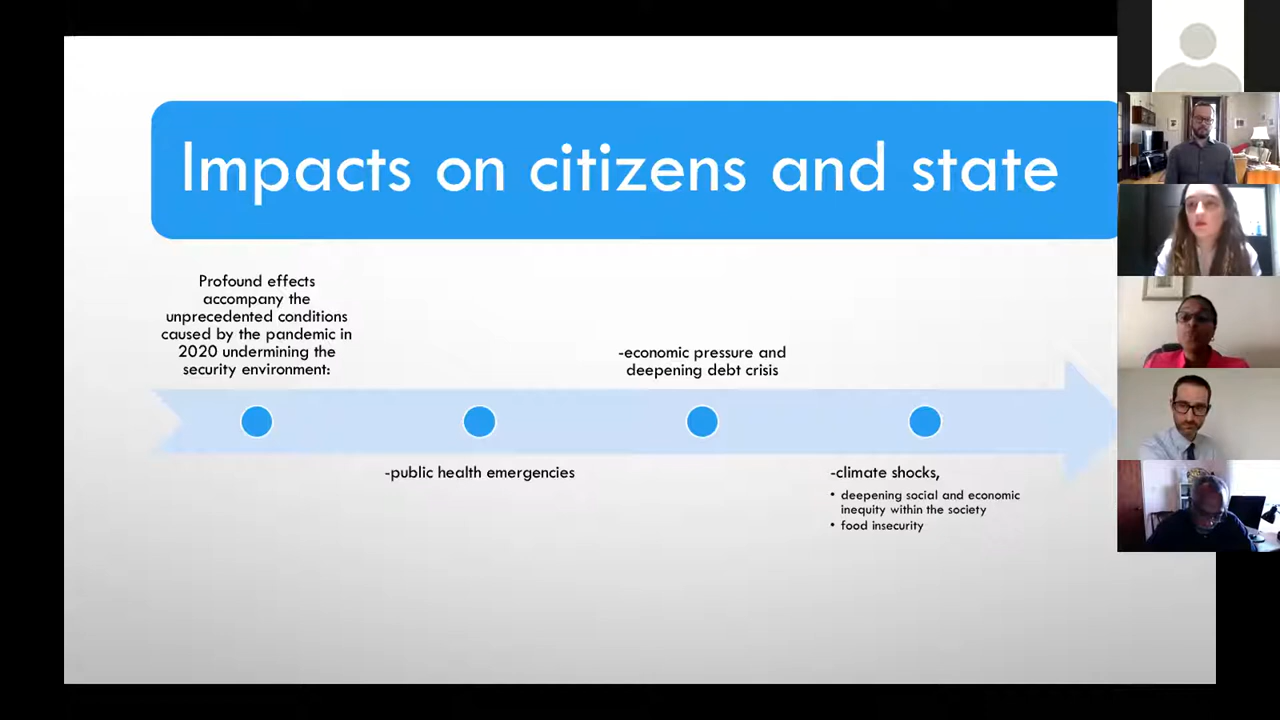 Impacts on citizens and state
Profound effects
accompany the
unprecedented conditions
caused by the pandemic in
2020 undermining the
security environment:
-public health emergencies
-economic pressure and
deepening debt crisis
-climate shocks,
• deepening social and economic
inequity within the society
• food insecurity